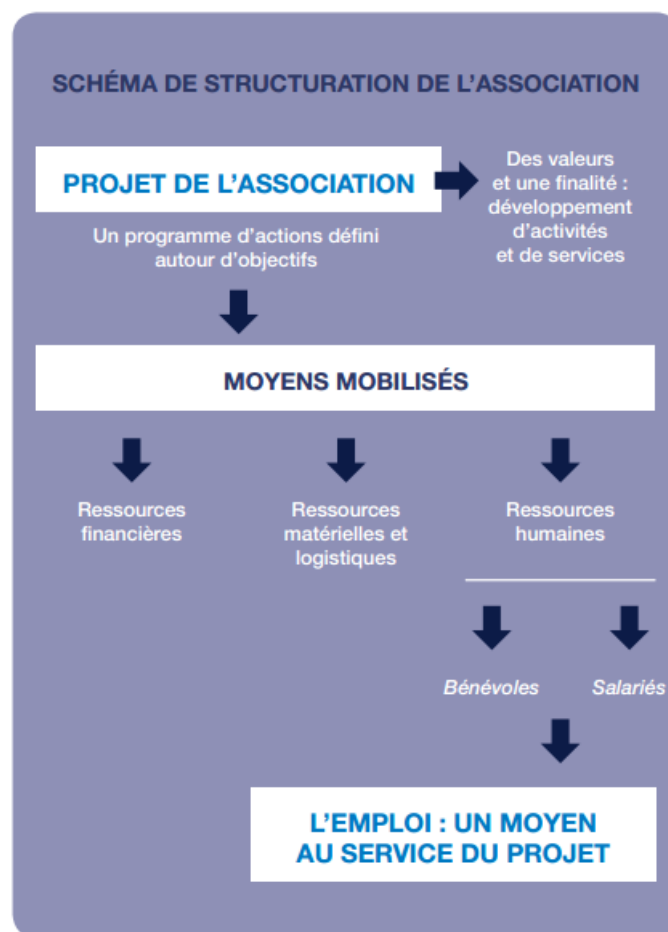 SCHÉMA DE STRUCTURATION DE L'ASSOCIATION
PROJET DE L'ASSOCIATION
Des valeurs
et une finalité :
développement
d'activités
et de services
Un programme d'actions défini
autour d'objectifs
MOYENS MOBILISÉS
Ressources
financières
Ressources
matérielles et
logistiques
Ressources
humaines
Bénévoles
Salariés
L'EMPLOI : UN MOYEN
AU SERVICE DU PROJET